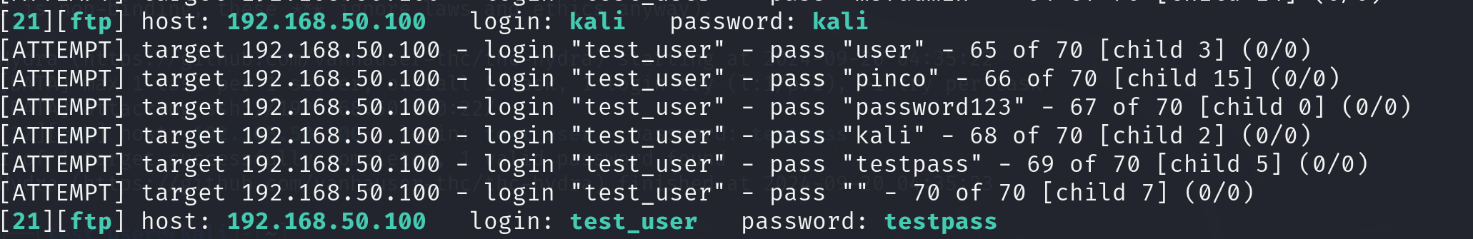 [21][ftp] host: 192.168.50.100   login: kali   password: kali
[ATTEMPT] target 192.168.50.100 - login "test_user" - pass "user" - 65 of 70 [child 3] (0/0)
[ATTEMPT] target 192.168.50.100 - login "test_user" - pass "pinco" - 66 of 70 [child 15] (0/0)
[ATTEMPT] target 192.168.50.100 - login "test_user" - pass "password123" - 67 of 70 [child 0] (0/0)
[ATTEMPT] target 192.168.50.100 - login "test_user" - pass "kali" - 68 of 70 [child 2] (0/0)
[ATTEMPT] target 192.168.50.100 - login "test_user" - pass "testpass" - 69 of 70 [child 5] (0/0)
[ATTEMPT] target 192.168.50.100 - login "test_user" - pass "" - 70 of 70 [child 7] (0/0)
[21][ftp] host: 192.168.50.100   login: test_user   password: testpass